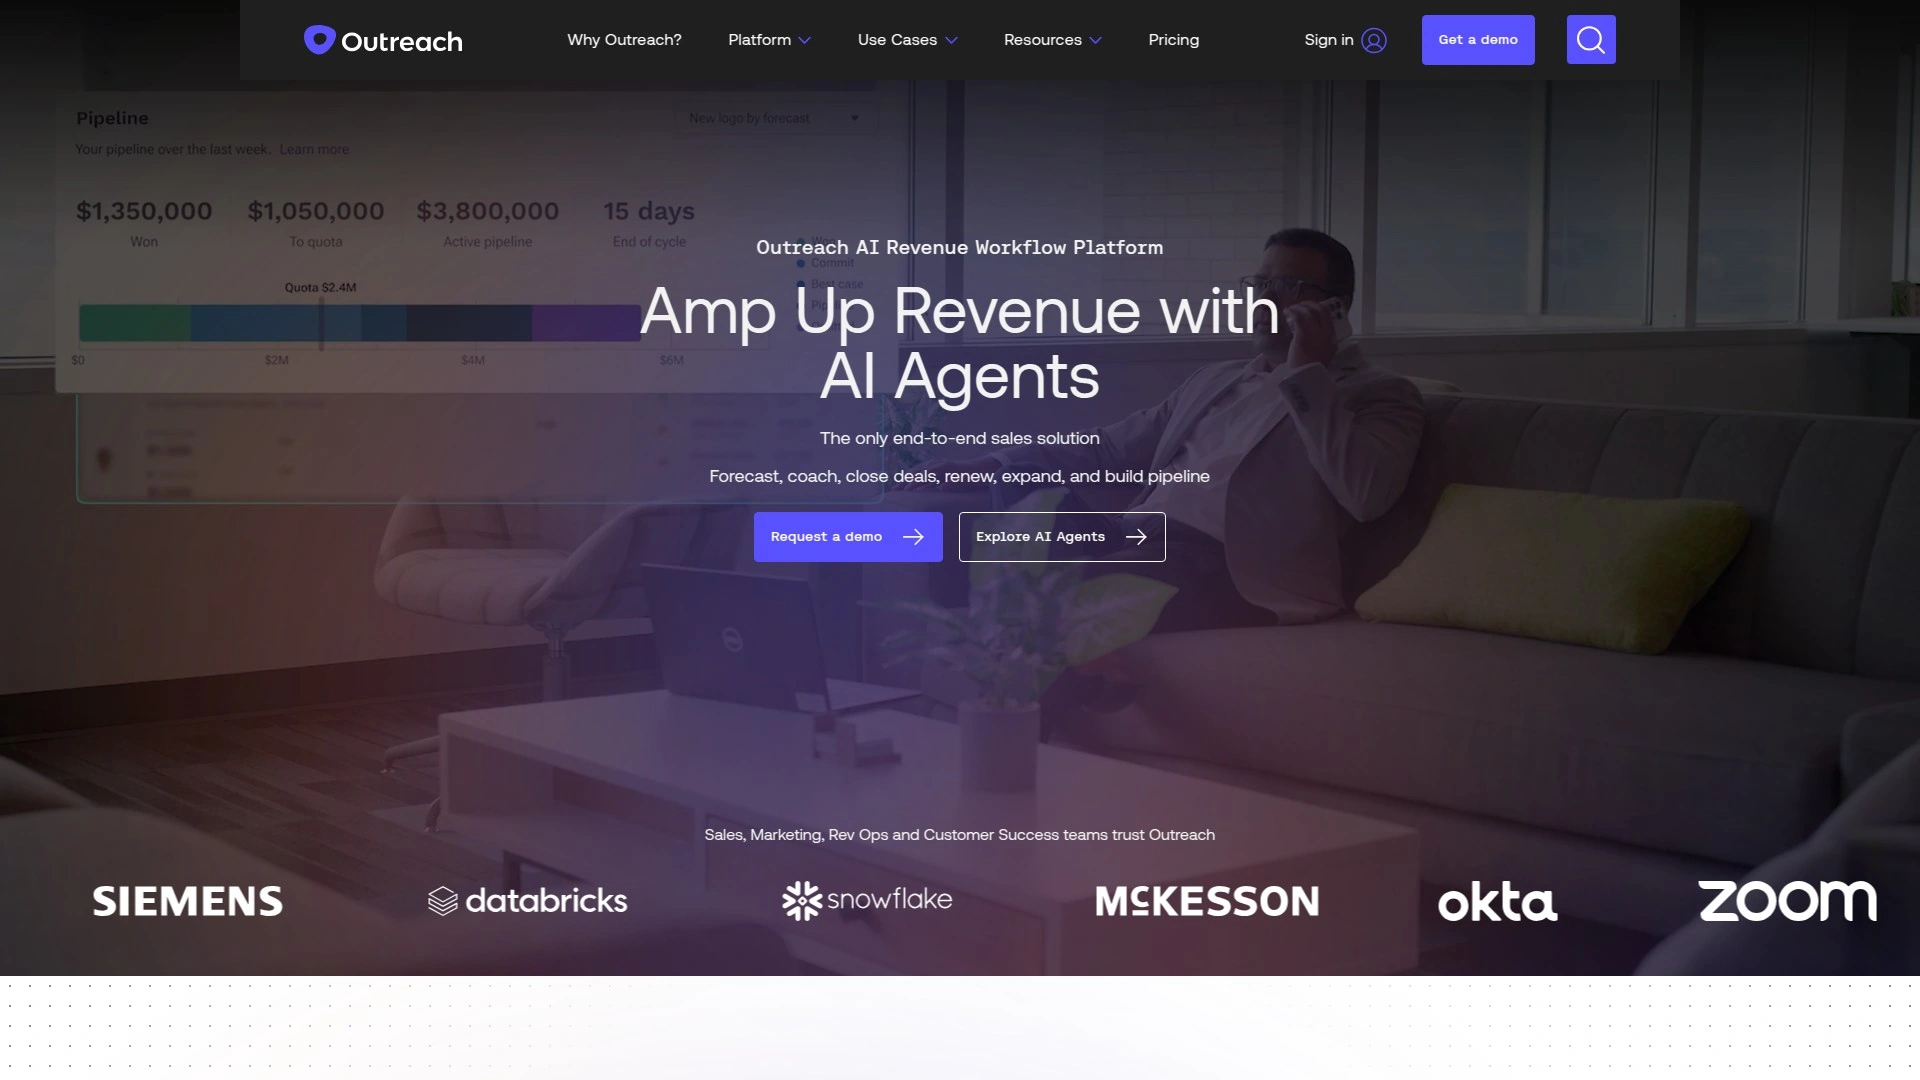 Outreach
Why Outreach?
Platform
Use Cases
Resources
Pricing
Sign in
Get a demo
Pipeline
New logo by forecast
Your pipeline over the last week. Learn more
$1,350,000
$1,050,000
$3,800,000
15 days
Won
To quota
Active pipeline
End of cycle
Commit
Best case
Quota $2.4M
$0
$2M
$4M
$6M
Outreach AI Revenue Workflow Platform
Amp Up Revenue with
AI Agents
The only end-to-end sales solution
Forecast, coach, close deals, renew, expand, and build pipeline
Request a demo
Explore AI Agents
Sales, Marketing, Rev Ops and Customer Success teams trust Outreach
SIEMENS
databricks
snowflake
McKESSON
okta
zoom